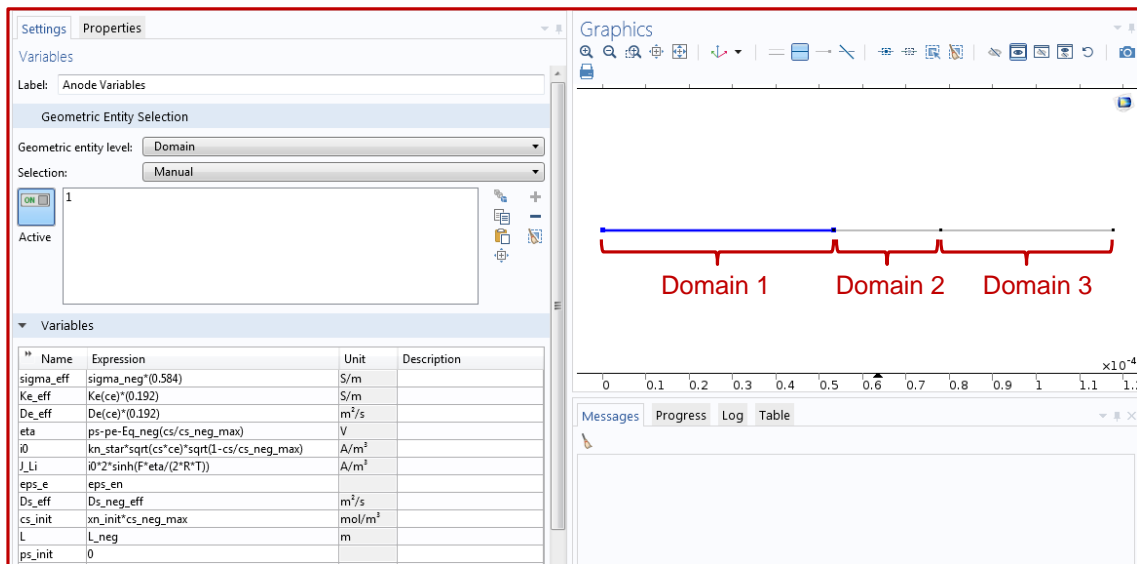 Settings Properties
Variables
Label: Anode Variables
Geometric Entity Selection
Geometric entity level: Domain
Selection: Manual
ON 1
Active
Variables
Name Expression Unit Description
sigma_eff sigma_neg*(0.584) S/m
Ke_eff Ke(ce)*(0.192) S/m
De_eff De(ce)*(0.192) m²/s
eta ps-pe-Eq_neg(cs/cs_neg_max) V
i0 kn_star*sqrt(cs*ce)*sqrt(1-cs/cs_neg_max) A/m³
J_Li i0*2*sinh(F*eta/(2*R*T)) A/m³
eps_e eps_en
Ds_eff Ds_neg_eff m²/s
cs_init xn_init*cs_neg_max mol/m³
L L_neg m
ps_init 0
Graphics
Domain 1 Domain 2 Domain 3
×10⁻⁴
0 0.1 0.2 0.3 0.4 0.5 0.6 0.7 0.8 0.9 1 1.1
Messages Progress Log Table